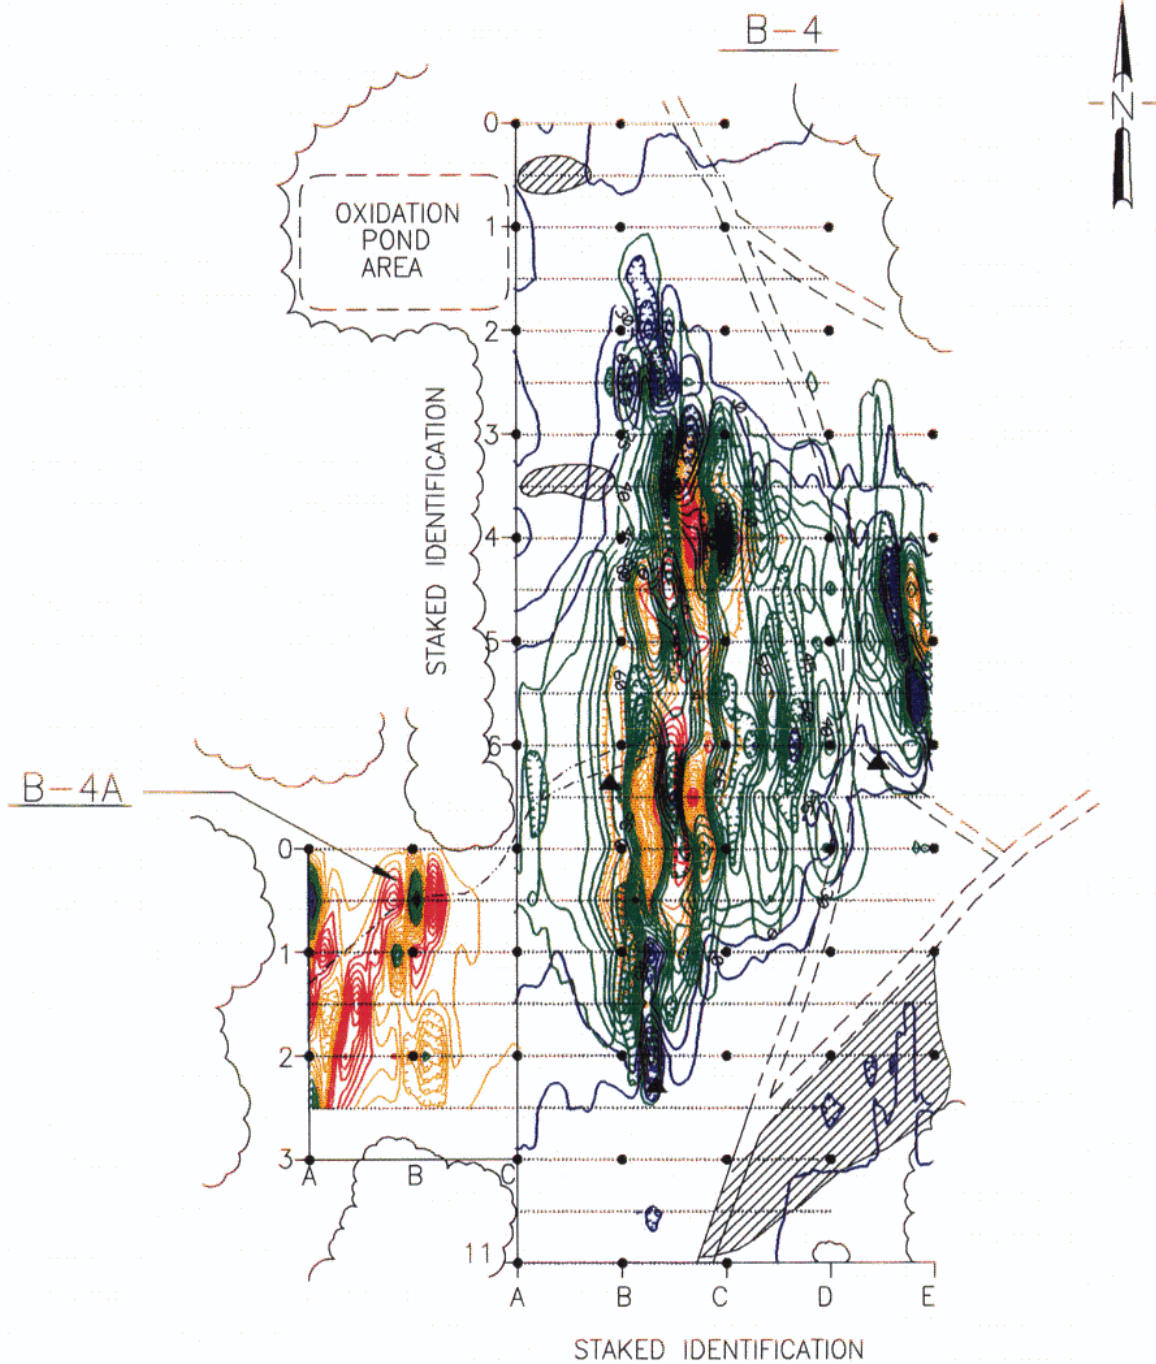 B-4
N
0
OXIDATION
POND
AREA
1
2
STAKED IDENTIFICATION
3
4
5
6
B-4A
0
1
2
3
A
B
C
11
A
B
C
D
E
STAKED IDENTIFICATION